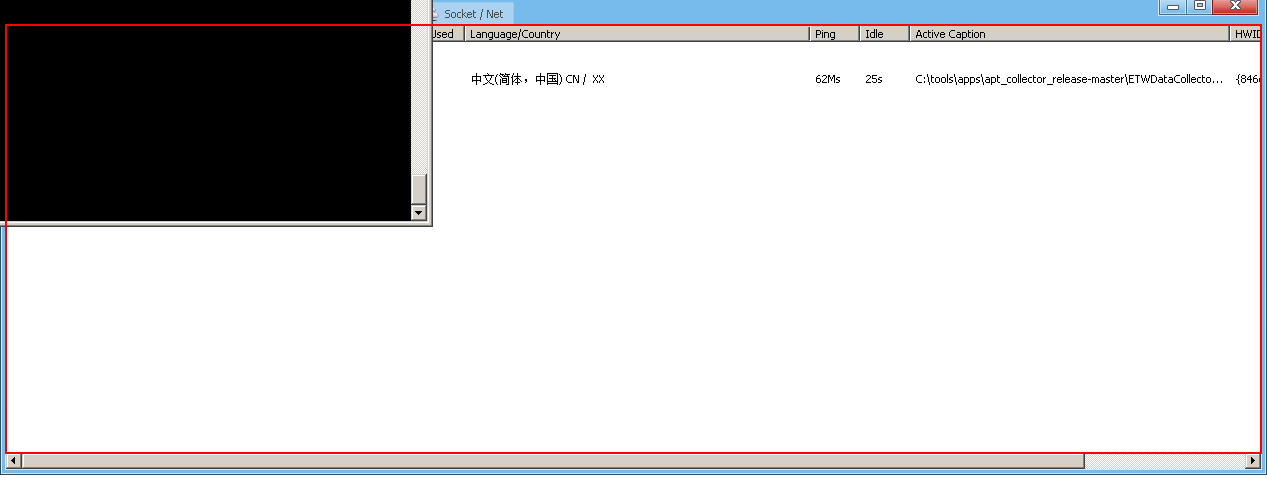 Socket / Net
Used Language/Country Ping Idle Active Caption HWID
中文(简体，中国) CN / XX 62Ms 25s C:\tools\apps\apt_collector_release-master\ETWDataCollecto... {846